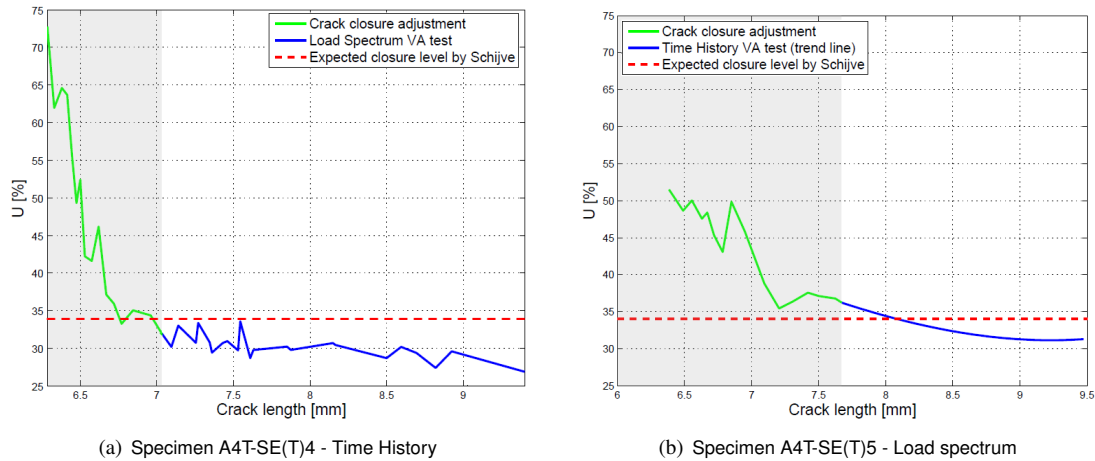 75
70
65
60
55
50
45
40
35
30
25
U [%]
6.5 7 7.5 8 8.5 9
Crack length [mm]
Crack closure adjustment
Load Spectrum VA test
Expected closure level by Schijve
(a) Specimen A4T-SE(T)4 - Time History
75
70
65
60
55
50
45
40
35
30
25
U [%]
6 6.5 7 7.5 8 8.5 9 9.5
Crack length [mm]
Crack closure adjustment
Time History VA test (trend line)
Expected closure level by Schijve
(b) Specimen A4T-SE(T)5 - Load spectrum